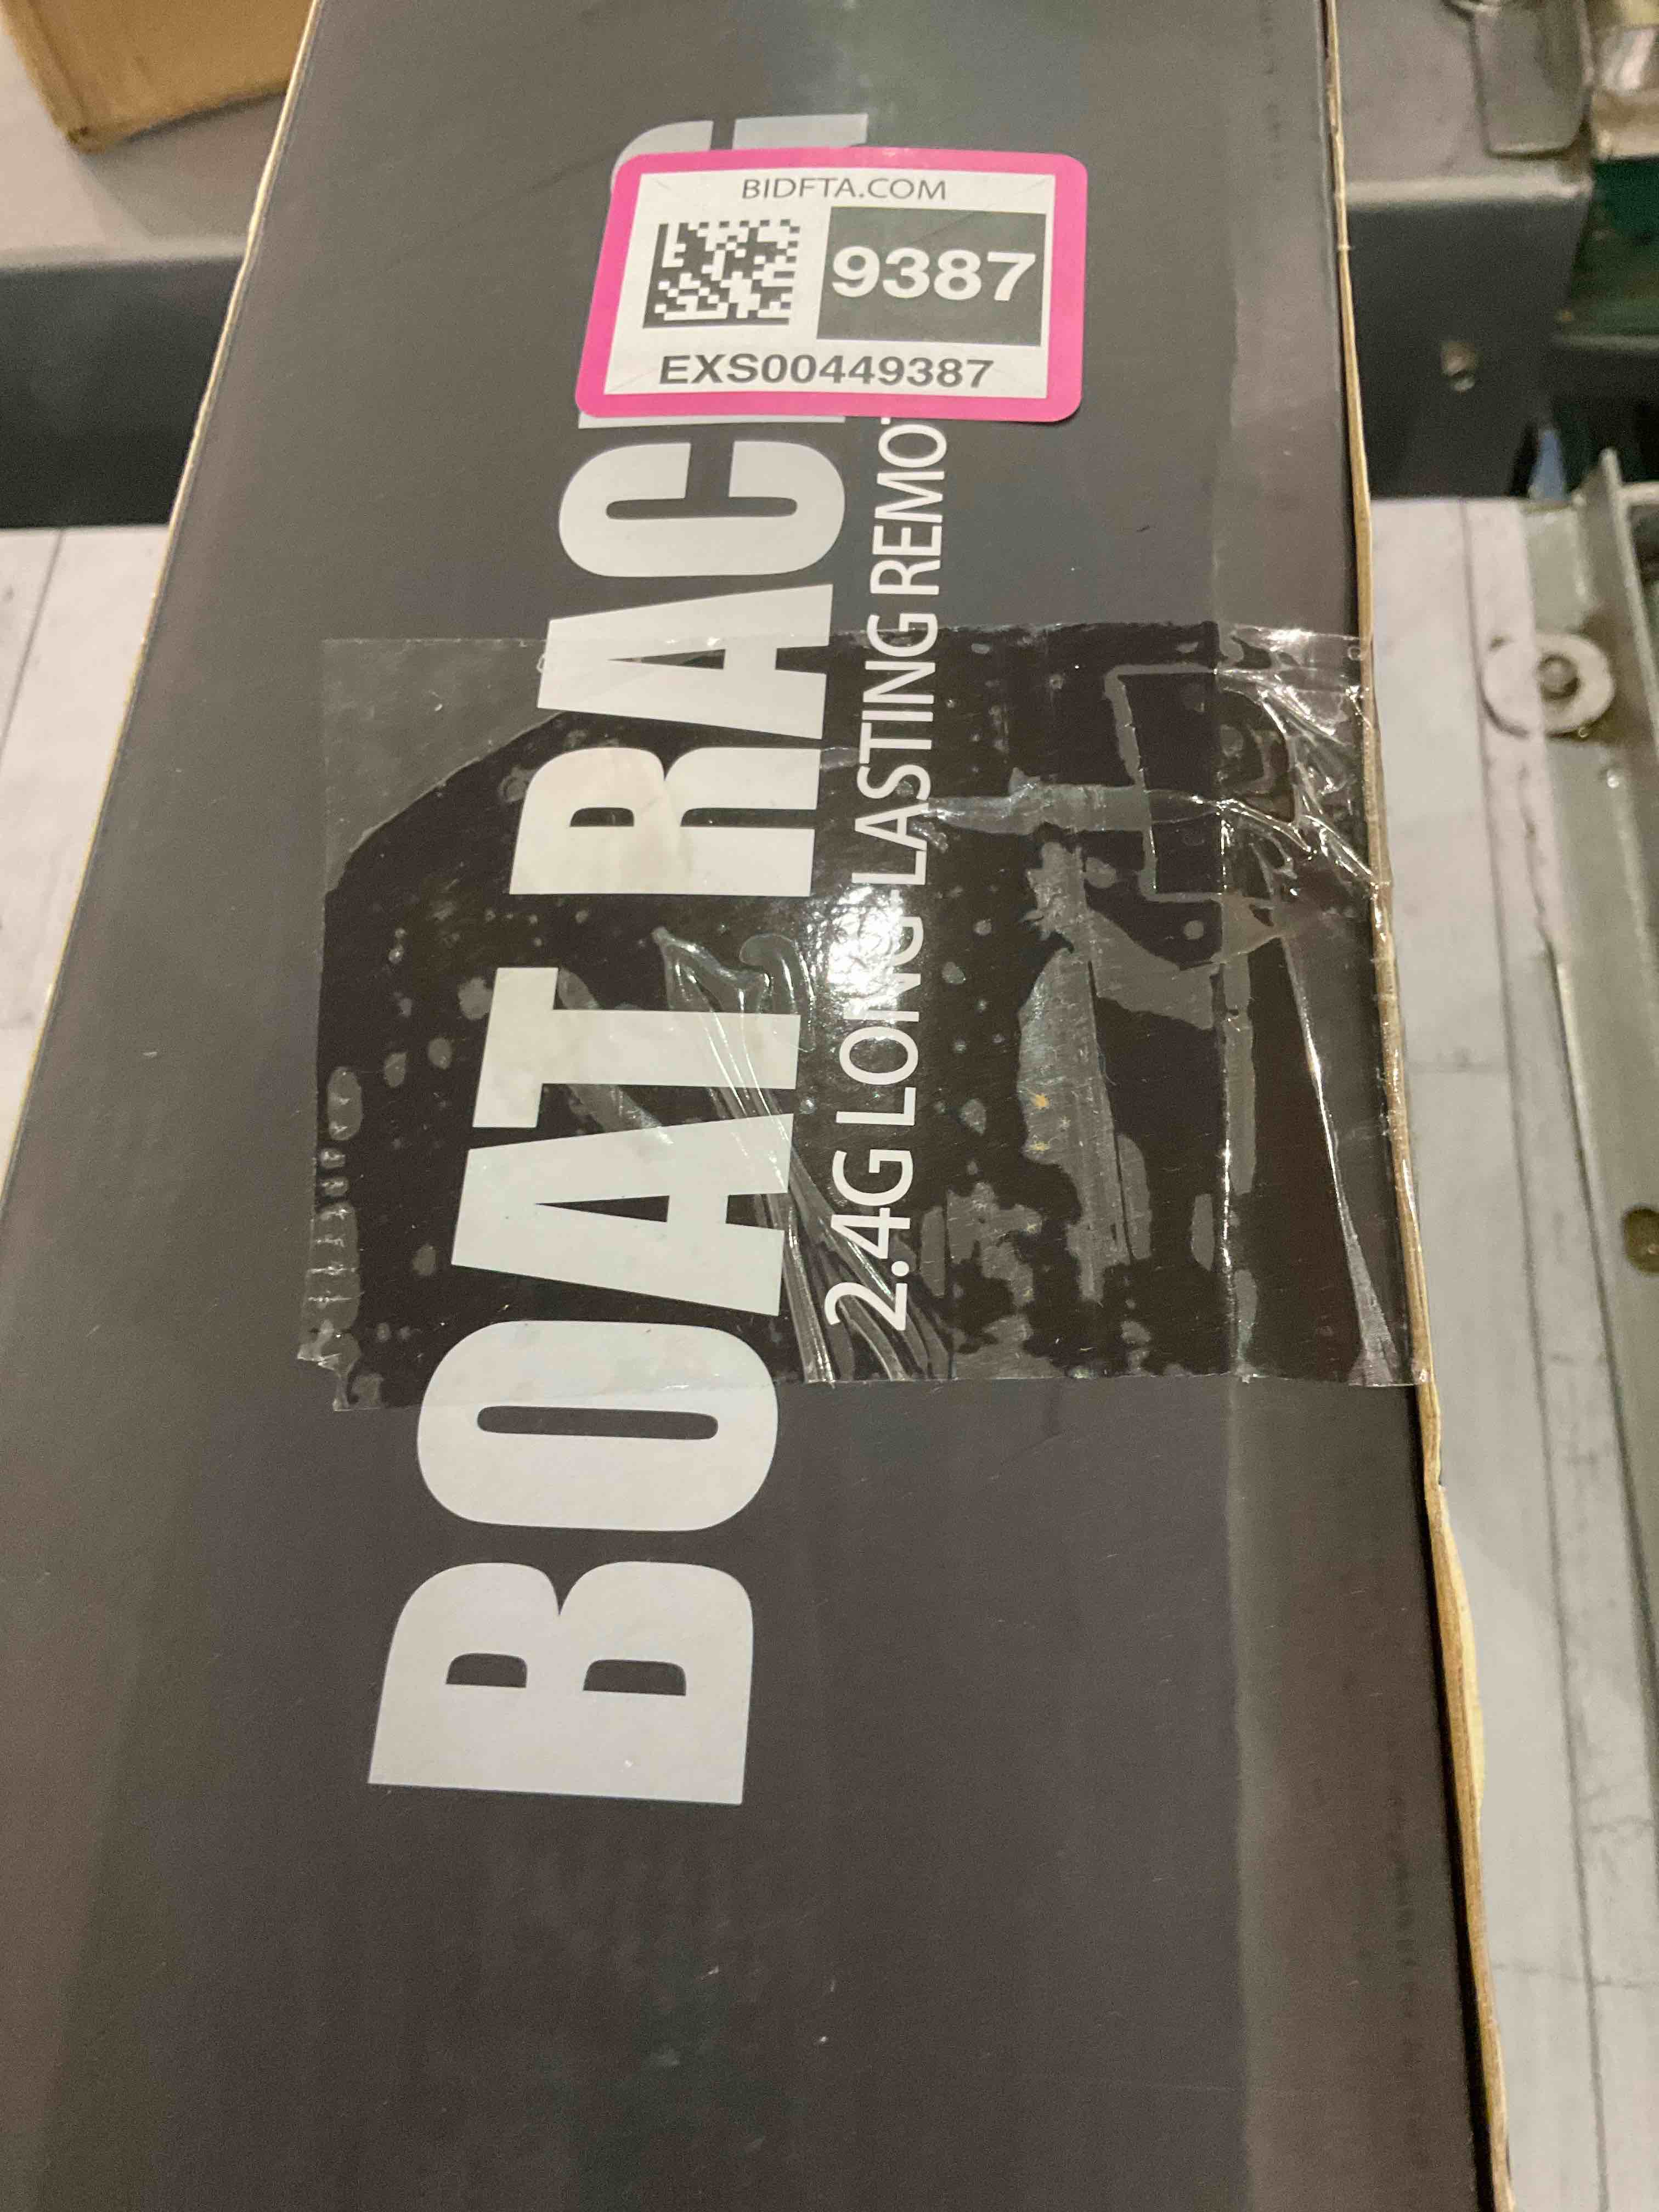 BIDFTA.COM
9387
EXS00449387
BOAT RAC
2.4G LONG-LASTING REMO